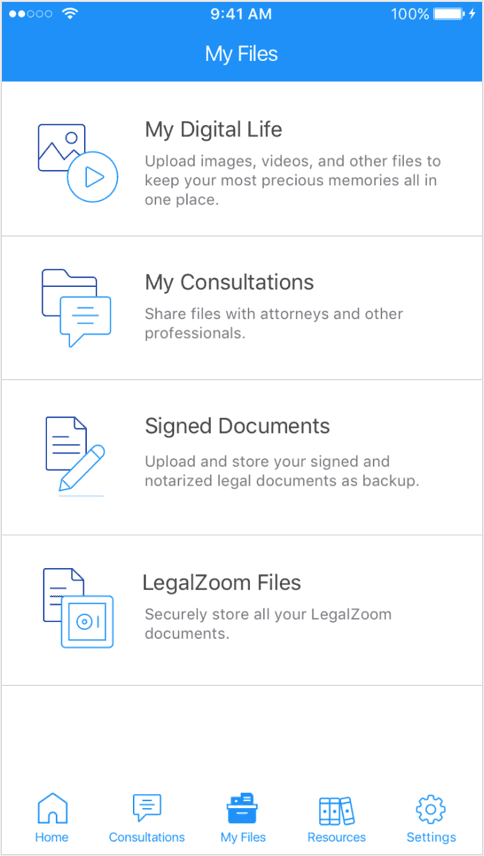 9:41 AM
100%
My Files
My Digital Life
Upload images, videos, and other files to
keep your most precious memories all in
one place.
My Consultations
Share files with attorneys and other
professionals.
Signed Documents
Upload and store your signed and
notarized legal documents as backup.
LegalZoom Files
Securely store all your LegalZoom
documents.
Home
Consultations
My Files
Resources
Settings